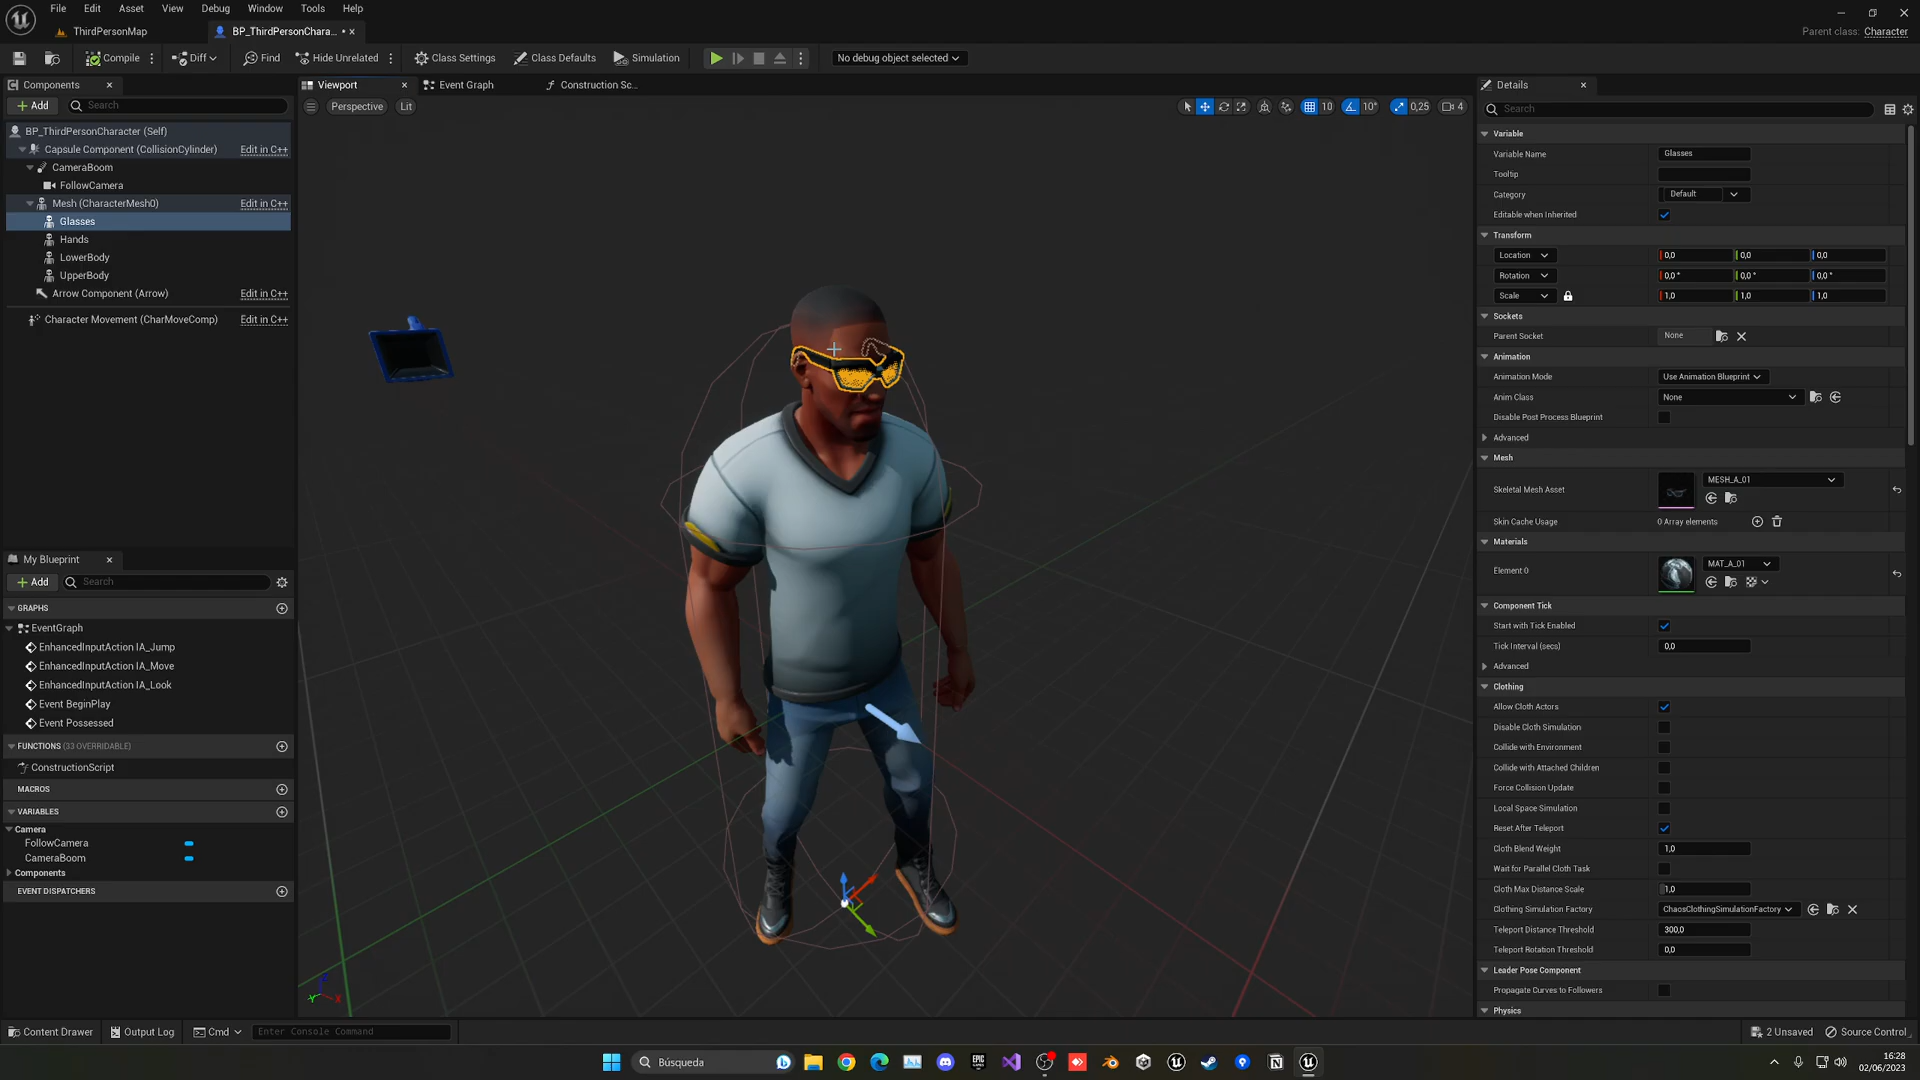 File Edit Asset View Debug Window Tools Help
ThirdPersonMap
BP_ThirdPersonChara...
Parent class: Character
Compile Diff Find Hide Unrelated Class Settings Class Defaults Simulation No debug object selected
Components
Add Search
BP_ThirdPersonCharacter (Self)
Capsule Component (CollisionCylinder) Edit in C++
CameraBoom
FollowCamera
Mesh (CharacterMesh0) Edit in C++
Glasses
Hands
LowerBody
UpperBody
Arrow Component (Arrow) Edit in C++
Character Movement (CharMoveComp) Edit in C++
My Blueprint
Add Search
GRAPHS
EventGraph
EnhancedInputAction IA_Jump
EnhancedInputAction IA_Move
EnhancedInputAction IA_Look
Event BeginPlay
Event Possessed
FUNCTIONS (33 OVERRIDABLE)
ConstructionScript
MACROS
VARIABLES
Camera
FollowCamera
CameraBoom
Components
EVENT DISPATCHERS
Viewport Event Graph Construction Sc...
Perspective Lit
10 10° 0,25 4
Details
Search
Variable
Variable Name Glasses
Tooltip
Category Default
Editable when Inherited
Transform
Location 0,0 0,0 0,0
Rotation 0,0 ° 0,0 ° 0,0 °
Scale 1,0 1,0 1,0
Sockets
Parent Socket None
Animation
Animation Mode Use Animation Blueprint
Anim Class None
Disable Post Process Blueprint
Advanced
Mesh
Skeletal Mesh Asset MESH_A_01
Skin Cache Usage 0 Array elements
Materials
Element 0 MAT_A_01
Component Tick
Start with Tick Enabled
Tick Interval (secs) 0,0
Advanced
Clothing
Allow Cloth Actors
Disable Cloth Simulation
Collide with Environment
Collide with Attached Children
Force Collision Update
Local Space Simulation
Reset After Teleport
Cloth Blend Weight 1,0
Wait for Parallel Cloth Task
Cloth Max Distance Scale 1,0
Clothing Simulation Factory ChaosClothingSimulationFactory
Teleport Distance Threshold 300,0
Teleport Rotation Threshold 0,0
Leader Pose Component
Propagate Curves to Followers
Physics
Content Drawer Output Log Cmd Enter Console Command 2 Unsaved Source Control
Búsqueda
EPIC GAMES
16:28
02/06/2023